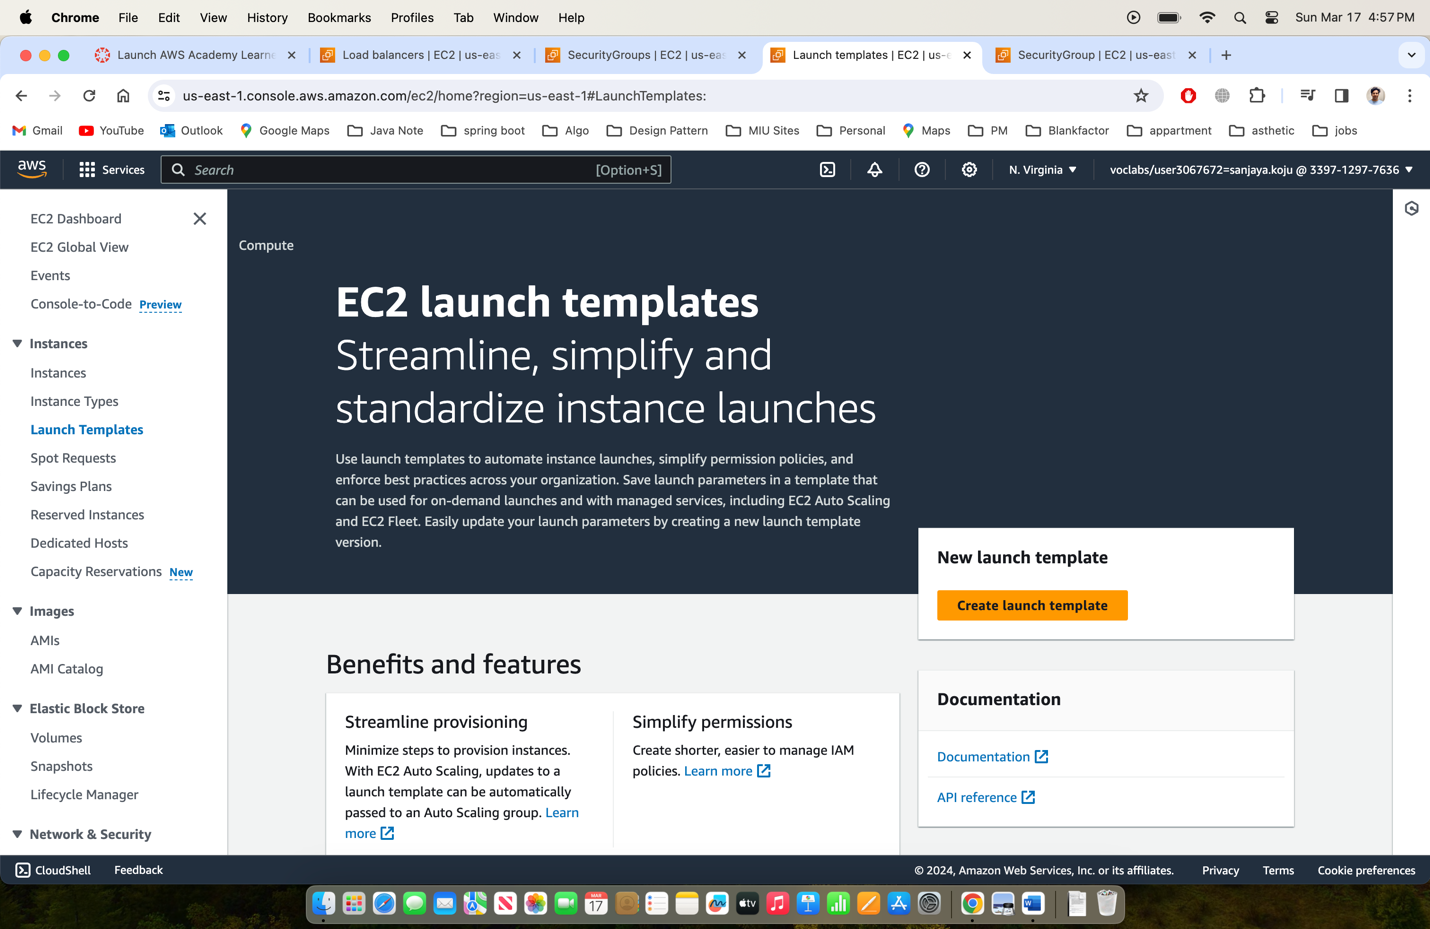 Chrome File Edit View History Bookmarks Profiles Tab Window Help Sun Mar 17 4:57 PM
Launch AWS Academy Learne Load balancers | EC2 | us-eas SecurityGroups | EC2 | us-eas Launch templates | EC2 | us-e SecurityGroup | EC2 | us-east
us-east-1.console.aws.amazon.com/ec2/home?region=us-east-1#LaunchTemplates:
Gmail YouTube Outlook Google Maps Java Note spring boot Algo Design Pattern MIU Sites Personal Maps PM Blankfactor appartment asthetic jobs
aws Services Search [Option+S] N. Virginia voclabs/user3067672=sanjaya.koju @ 3397-1297-7636
EC2 Dashboard
EC2 Global View
Events
Console-to-Code Preview
Instances
Instances
Instance Types
Launch Templates
Spot Requests
Savings Plans
Reserved Instances
Dedicated Hosts
Capacity Reservations New
Images
AMIs
AMI Catalog
Elastic Block Store
Volumes
Snapshots
Lifecycle Manager
Network & Security
Compute
EC2 launch templates
Streamline, simplify and
standardize instance launches
Use launch templates to automate instance launches, simplify permission policies, and
enforce best practices across your organization. Save launch parameters in a template that
can be used for on-demand launches and with managed services, including EC2 Auto Scaling
and EC2 Fleet. Easily update your launch parameters by creating a new launch template
version.
New launch template
Create launch template
Benefits and features
Streamline provisioning
Minimize steps to provision instances.
With EC2 Auto Scaling, updates to a
launch template can be automatically
passed to an Auto Scaling group. Learn
more
Simplify permissions
Create shorter, easier to manage IAM
policies. Learn more
Documentation
Documentation
API reference
CloudShell Feedback © 2024, Amazon Web Services, Inc. or its affiliates. Privacy Terms Cookie preferences
MAR
17
tv
W